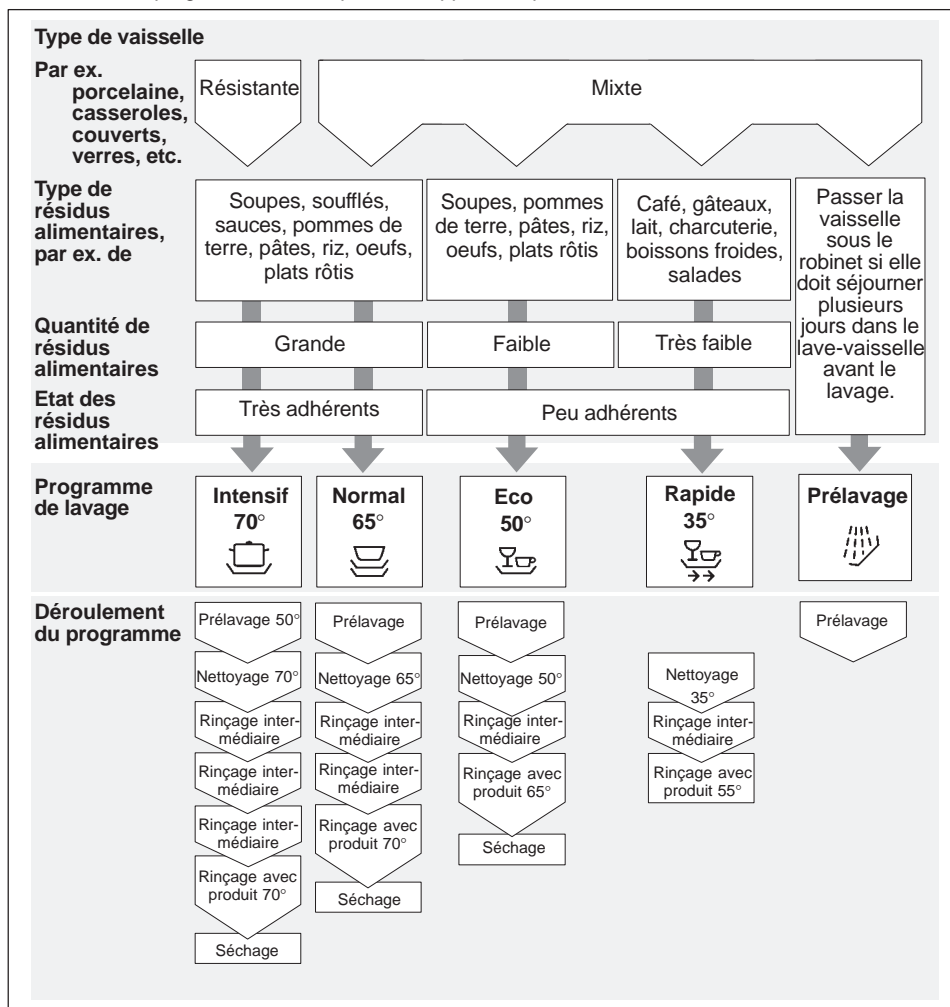 Type de vaisselle
Par ex.
porcelaine,
casseroles,
couverts,
verres, etc.
Résistante
Mixte
Type de
résidus
alimentaires,
par ex. de
Soupes, soufflés,
sauces, pommes de
terre, pâtes, riz, oeufs,
plats rôtis
Soupes, pommes
de terre, pâtes, riz,
oeufs, plats rôtis
Café, gâteaux,
lait, charcuterie,
boissons froides,
salades
Passer la
vaisselle
sous le
robinet si elle
doit séjourner
plusieurs
jours dans le
lave-vaisselle
avant le
lavage.
Quantité de
résidus
alimentaires
Grande
Faible
Très faible
Etat des
résidus
alimentaires
Très adhérents
Peu adhérents
Programme
de lavage
Intensif
70°
Normal
65°
Eco
50°
Rapide
35°
Prélavage
Déroulement
du programme
Prélavage 50°
Nettoyage 70°
Rinçage inter-
médiaire
Rinçage inter-
médiaire
Rinçage inter-
médiaire
Rinçage avec
produit 70°
Séchage
Prélavage
Nettoyage 65°
Rinçage inter-
médiaire
Rinçage inter-
médiaire
Rinçage avec
produit 70°
Séchage
Prélavage
Nettoyage 50°
Rinçage inter-
médiaire
Rinçage avec
produit 65°
Séchage
Nettoyage
35°
Rinçage inter-
médiaire
Rinçage avec
produit 55°
Prélavage